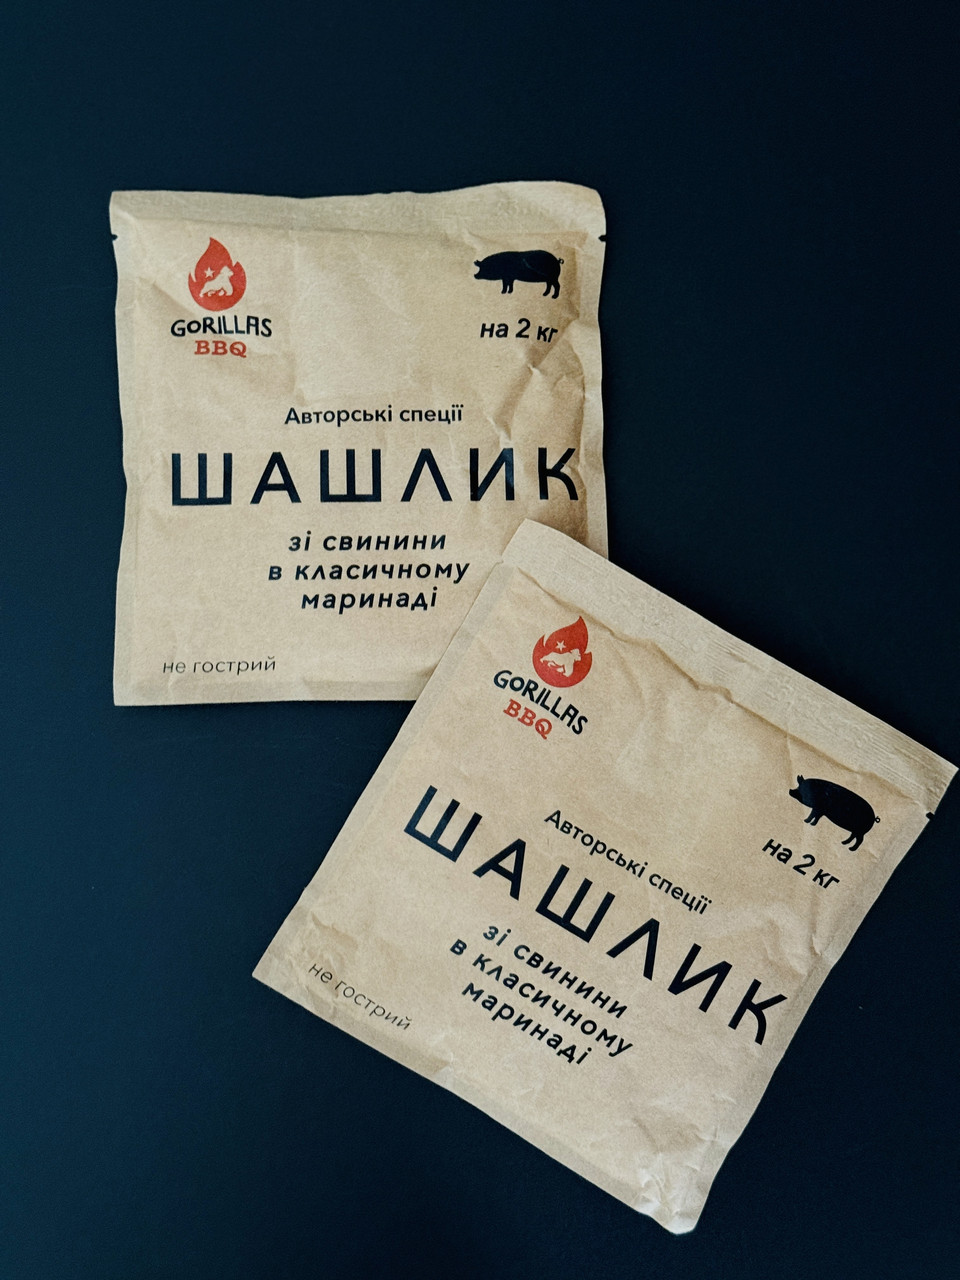 GORILLAS
BBQ
на 2 кг
Авторські спеції
ШАШЛИК
зі свинини
в класичному
маринаді
не гострий
GORILLAS
BBQ
на 2 кг
Авторські спеції
ШАШЛИК
зі свинини
в класичному
маринаді
не гострий